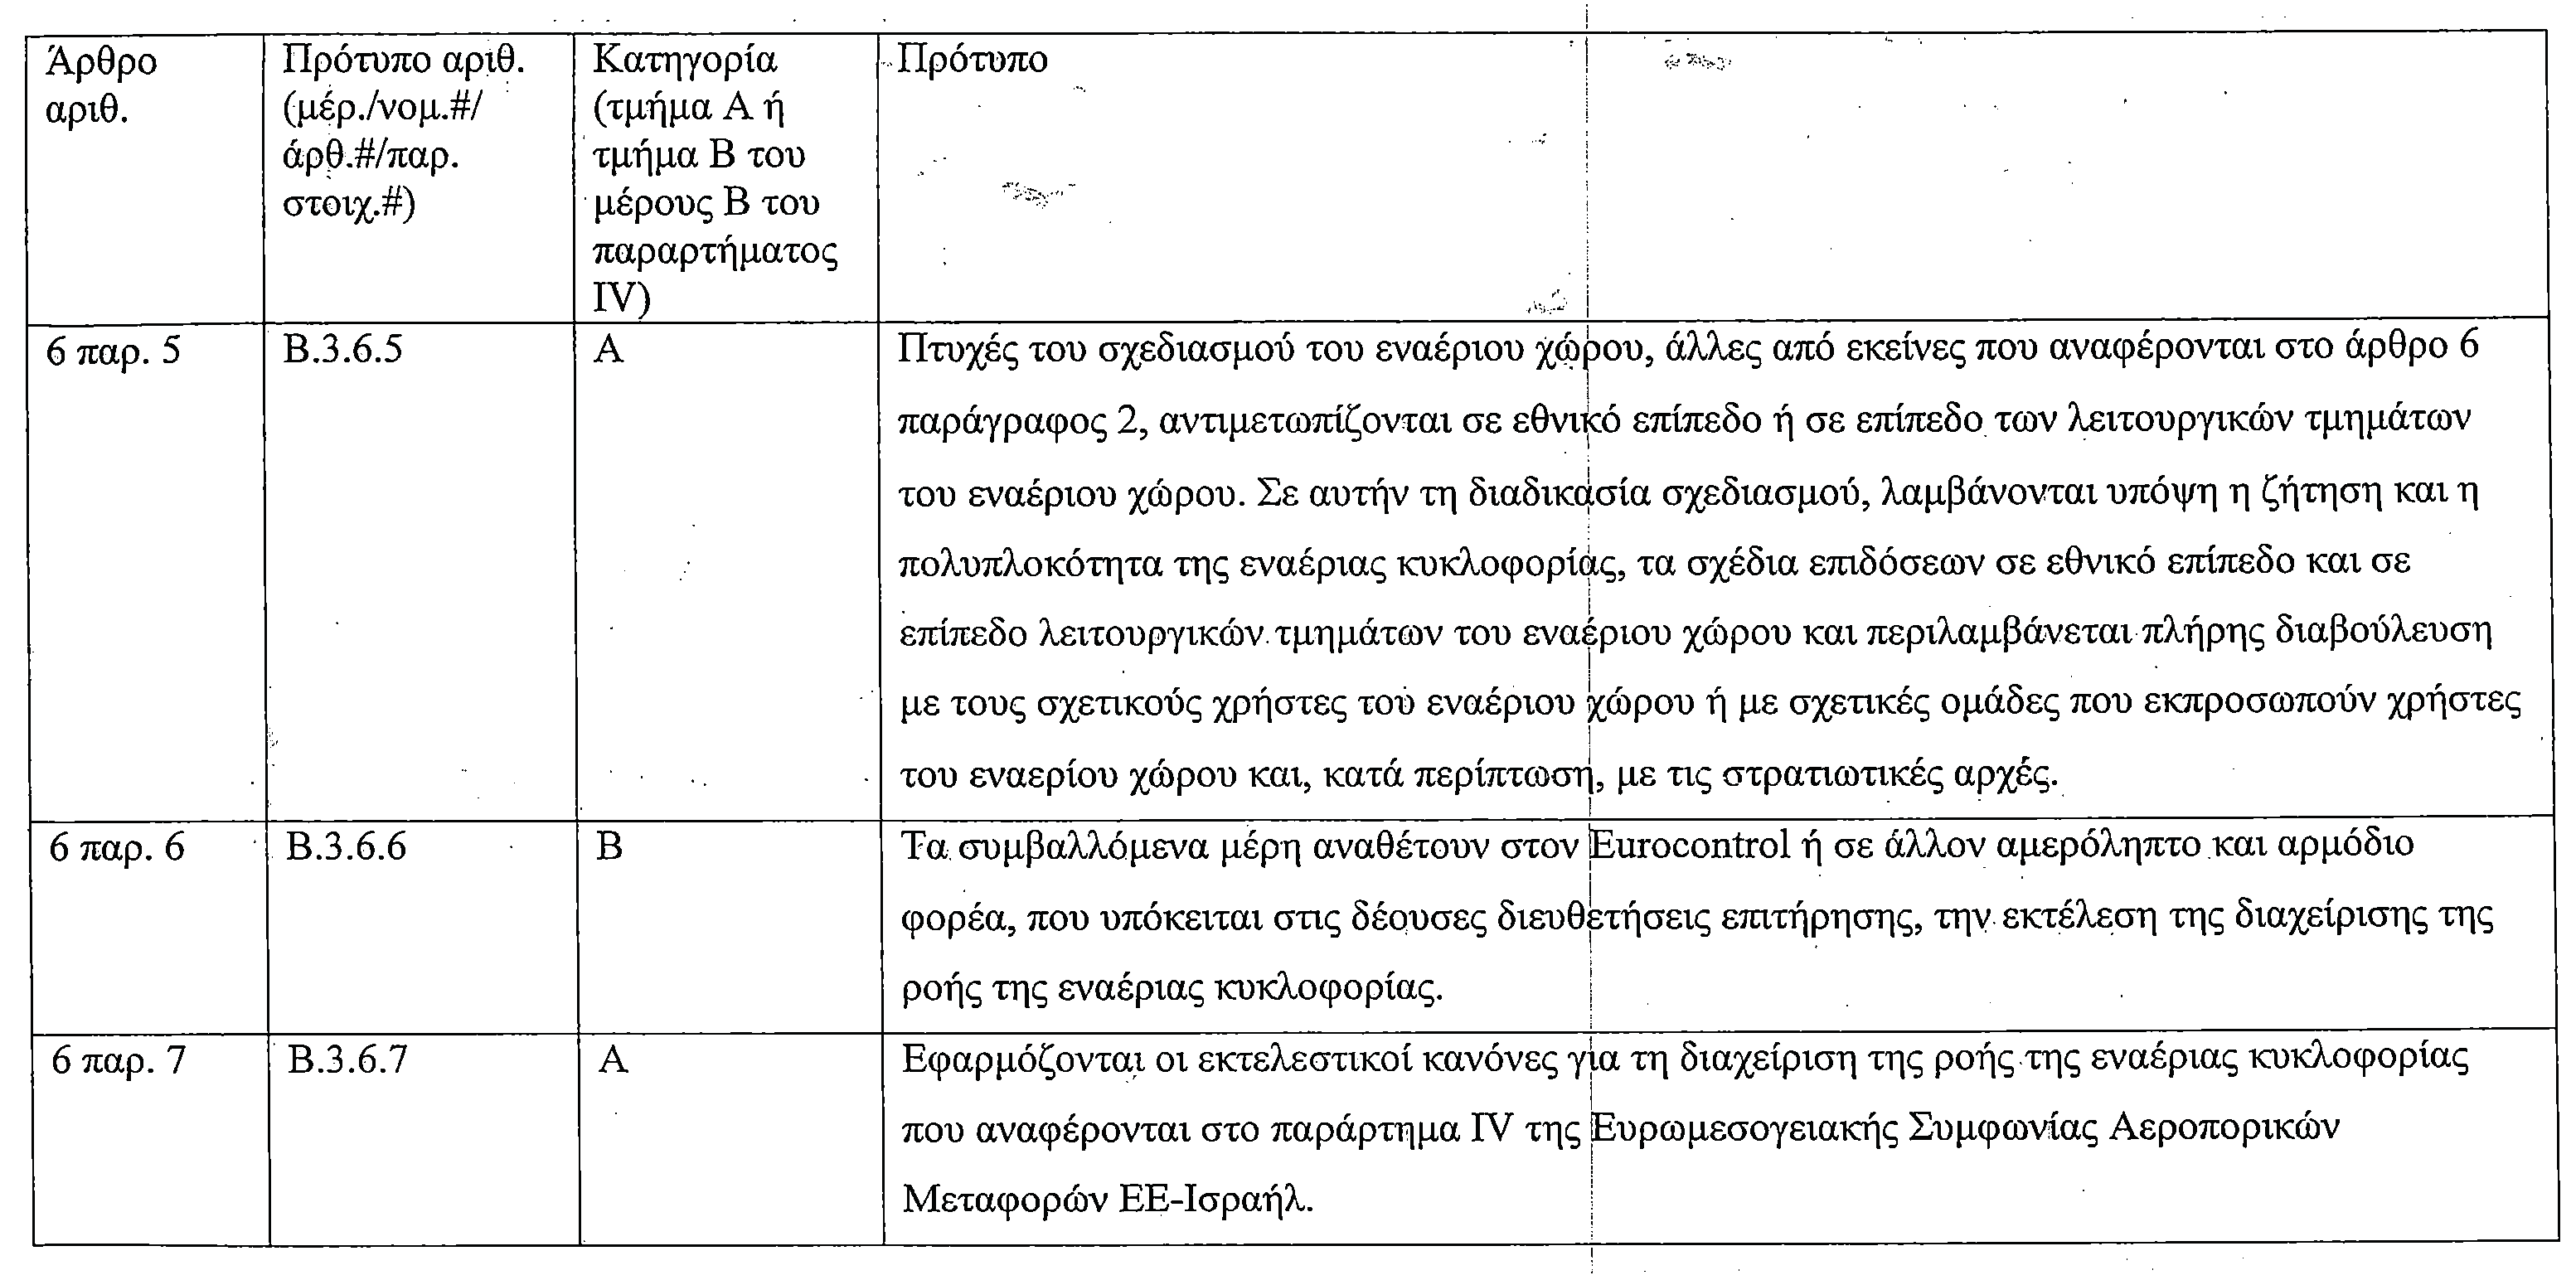 Άρθρο
αριθ.
Πρότυπο αριθ.
(μέρ./νομ.#/
άρθ.#/παρ.
στοιχ.#)
Κατηγορία
(τμήμα Α ή
τμήμα Β του
μέρους Β του
παραρτήματος
IV)
Πρότυπο
6 παρ. 5
Β.3.6.5
Α
Πτυχές του σχεδιασμού του εναέριου χώρου, άλλες από εκείνες που αναφέρονται στο άρθρο 6
παράγραφος 2, αντιμετωπίζονται σε εθνικό επίπεδο ή σε επίπεδο των λειτουργικών τμημάτων
του εναέριου χώρου. Σε αυτήν τη διαδικασία σχεδιασμού, λαμβάνονται υπόψη η ζήτηση και η
πολυπλοκότητα της εναέριας κυκλοφορίας, τα σχέδια επιδόσεων σε εθνικό επίπεδο και σε
επίπεδο λειτουργικών τμημάτων του εναέριου χώρου και περιλαμβάνεται πλήρης διαβούλευση
με τους σχετικούς χρήστες του εναέριου χώρου ή με σχετικές ομάδες που εκπροσωπούν χρήστες
του εναερίου χώρου και, κατά περίπτωση, με τις στρατιωτικές αρχές.
6 παρ. 6
Β.3.6.6
Β
Τα συμβαλλόμενα μέρη αναθέτουν στον Eurocontrol ή σε άλλον αμερόληπτο και αρμόδιο
φορέα, που υπόκειται στις δέουσες διευθετήσεις επιτήρησης, την εκτέλεση της διαχείρισης της
ροής της εναέριας κυκλοφορίας.
6 παρ. 7
Β.3.6.7
Α
Εφαρμόζονται οι εκτελεστικοί κανόνες για τη διαχείριση της ροής της εναέριας κυκλοφορίας
που αναφέρονται στο παράρτημα IV της Ευρωμεσογειακής Συμφωνίας Αεροπορικών
Μεταφορών ΕΕ-Ισραήλ.